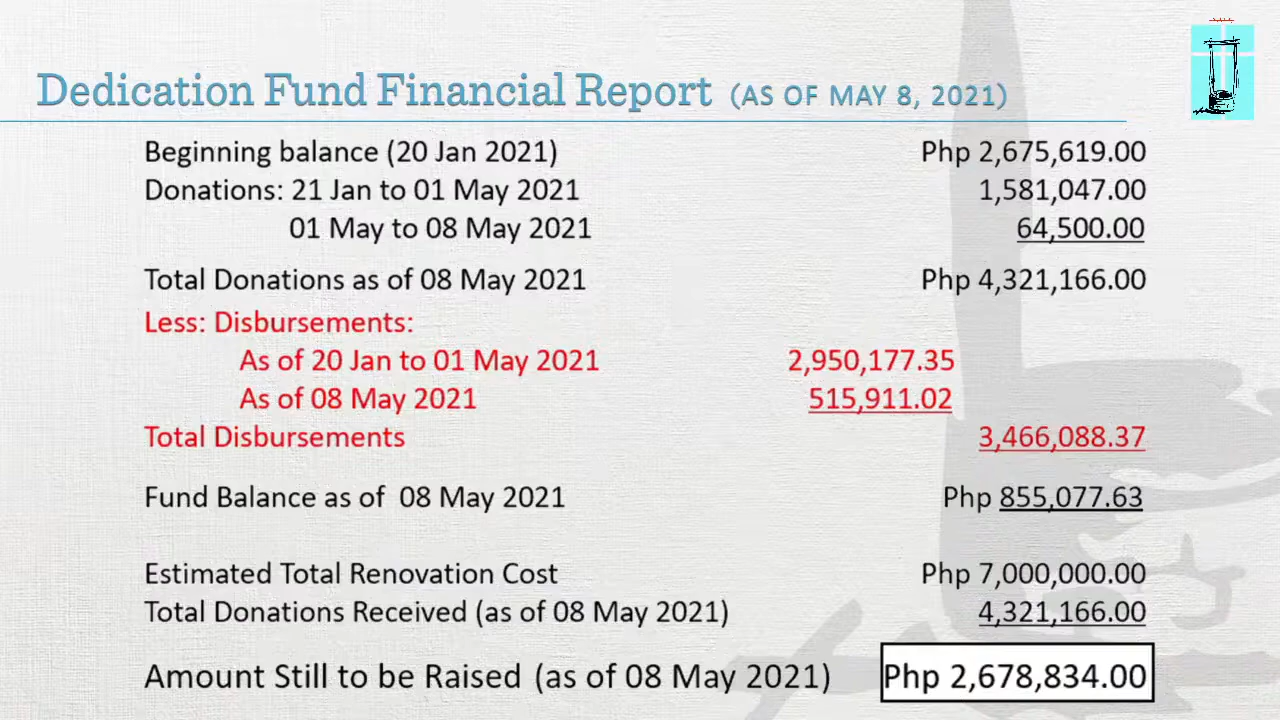 Dedication Fund Financial Report (AS OF MAY 8, 2021)
Beginning balance (20 Jan 2021) Php 2,675,619.00
Donations: 21 Jan to 01 May 2021 1,581,047.00
01 May to 08 May 2021 64,500.00
Total Donations as of 08 May 2021 Php 4,321,166.00
Less: Disbursements:
As of 20 Jan to 01 May 2021 2,950,177.35
As of 08 May 2021 515,911.02
Total Disbursements 3,466,088.37
Fund Balance as of 08 May 2021 Php 855,077.63
Estimated Total Renovation Cost Php 7,000,000.00
Total Donations Received (as of 08 May 2021) 4,321,166.00
Amount Still to be Raised (as of 08 May 2021) Php 2,678,834.00